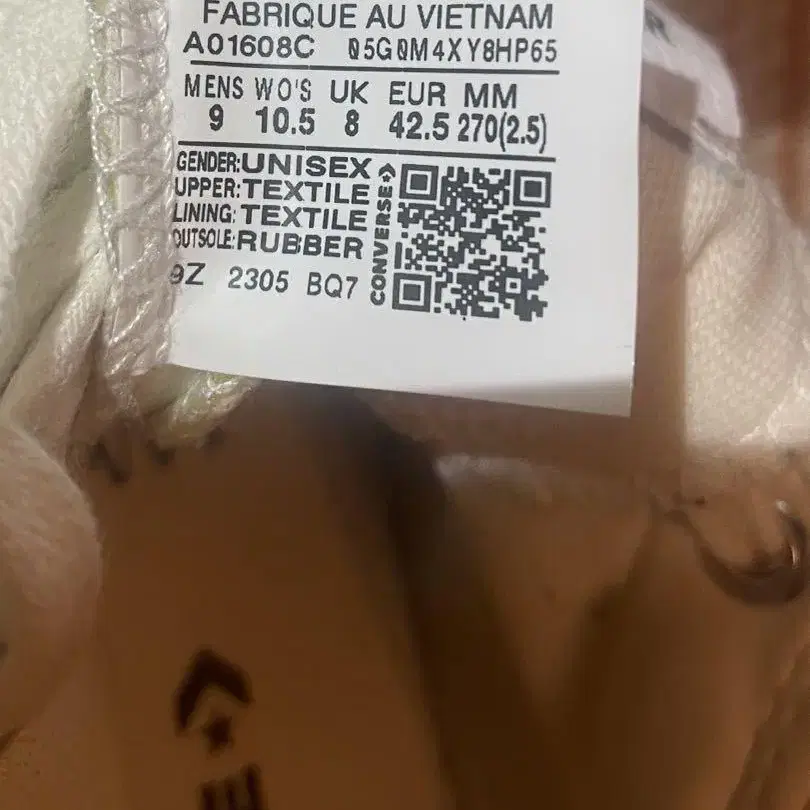 FABRIQUE AU VIETNAM
A01608C 05G0M4XY8HP65
MENS WO'S UK EUR MM
9 10.5 8 42.5 270(2.5)
GENDER:UNISEX
UPPER:TEXTILE
LINING:TEXTILE
OUTSOLE:RUBBER
CONVERSE
9Z 2305 BQ7